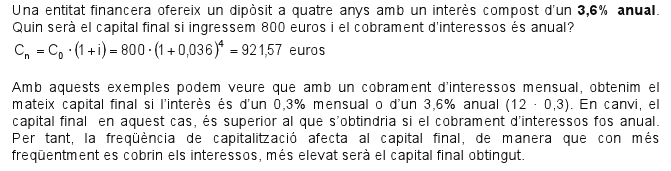 Una entitat financera ofereix un dipòsit a quatre anys amb un interès compost d'un 3,6% anual.
Quin serà el capital final si ingressem 800 euros i el cobrament d'interessos és anual?
Cₙ = C₀ ·(1+i) = 800·(1+0,036)⁴ = 921,57 euros
Amb aquests exemples podem veure que amb un cobrament d'interessos mensual, obtenim el
mateix capital final si l'interès és d'un 0,3% mensual o d'un 3,6% anual (12 · 0,3). En canvi, el
capital final en aquest cas, és superior al que s'obtindria si el cobrament d'interessos fos anual.
Per tant, la freqüència de capitalització afecta al capital final, de manera que con més
freqüentment es cobrin els interessos, més elevat serà el capital final obtingut.